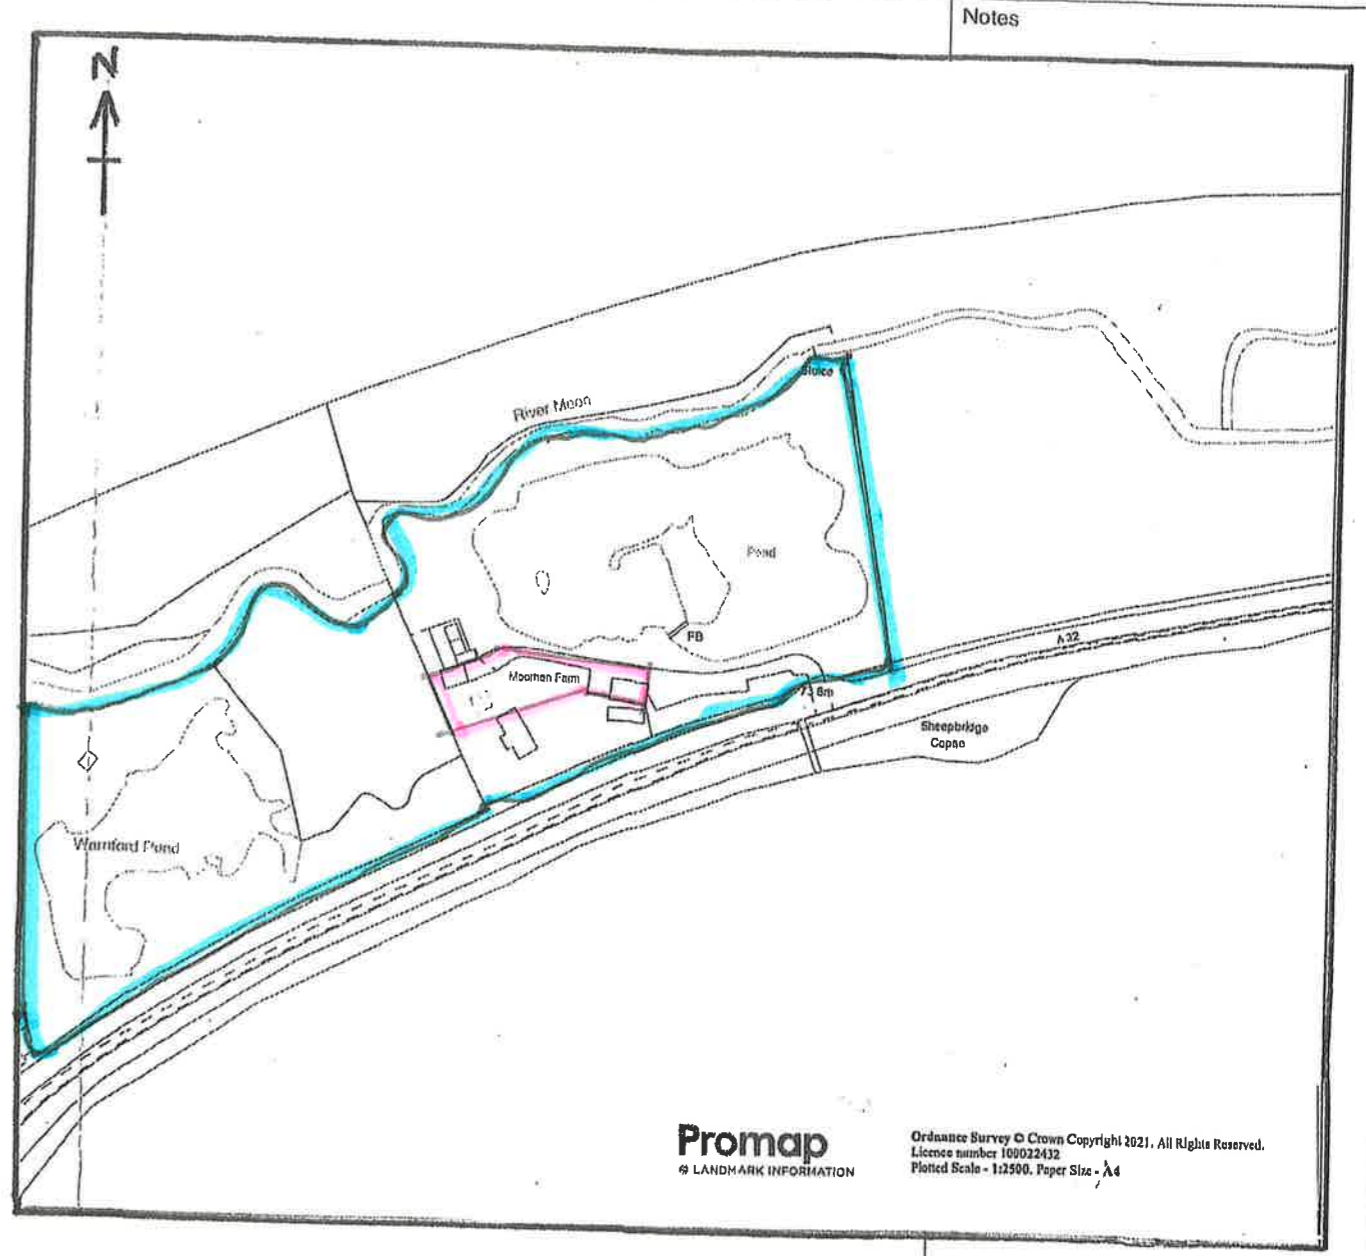 Notes
N
River Meon
Sluice
Pond
FB
A 32
Moorhen Farm
73.8m
Sheepbridge
Copse
Warnford Pond
Promap
© LANDMARK INFORMATION
Ordnance Survey © Crown Copyright 2021. All Rights Reserved.
Licence number 100022432
Plotted Scale - 1:2500. Paper Size - A4